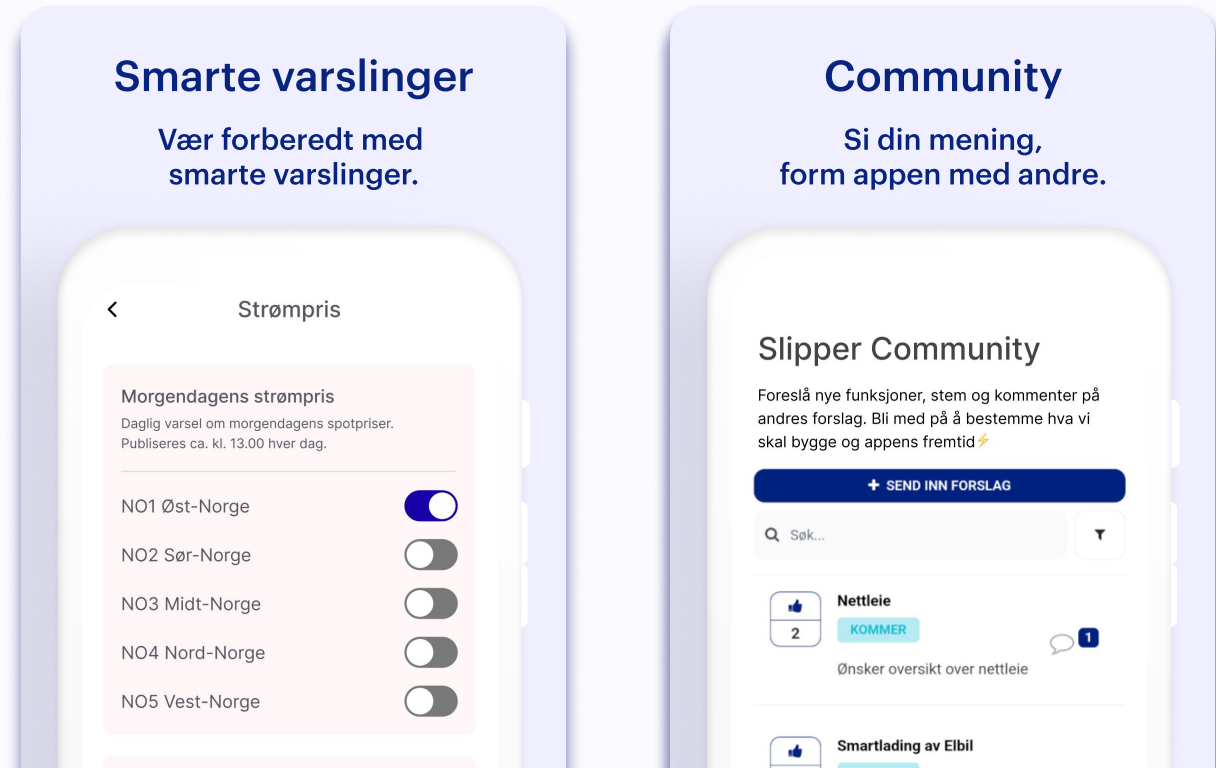 Smarte varslinger
Vær forberedt med
smarte varslinger.
Strømpris
Morgendagens strømpris
Daglig varsel om morgendagens spotpriser.
Publiseres ca. kl. 13.00 hver dag.
NO1 Øst-Norge
NO2 Sør-Norge
NO3 Midt-Norge
NO4 Nord-Norge
NO5 Vest-Norge
Community
Si din mening,
form appen med andre.
Slipper Community
Foreslå nye funksjoner, stem og kommenter på
andres forslag. Bli med på å bestemme hva vi
skal bygge og appens fremtid⚡
+ SEND INN FORSLAG
Søk...
Nettleie
2
KOMMER
1
Ønsker oversikt over nettleie
Smartlading av Elbil